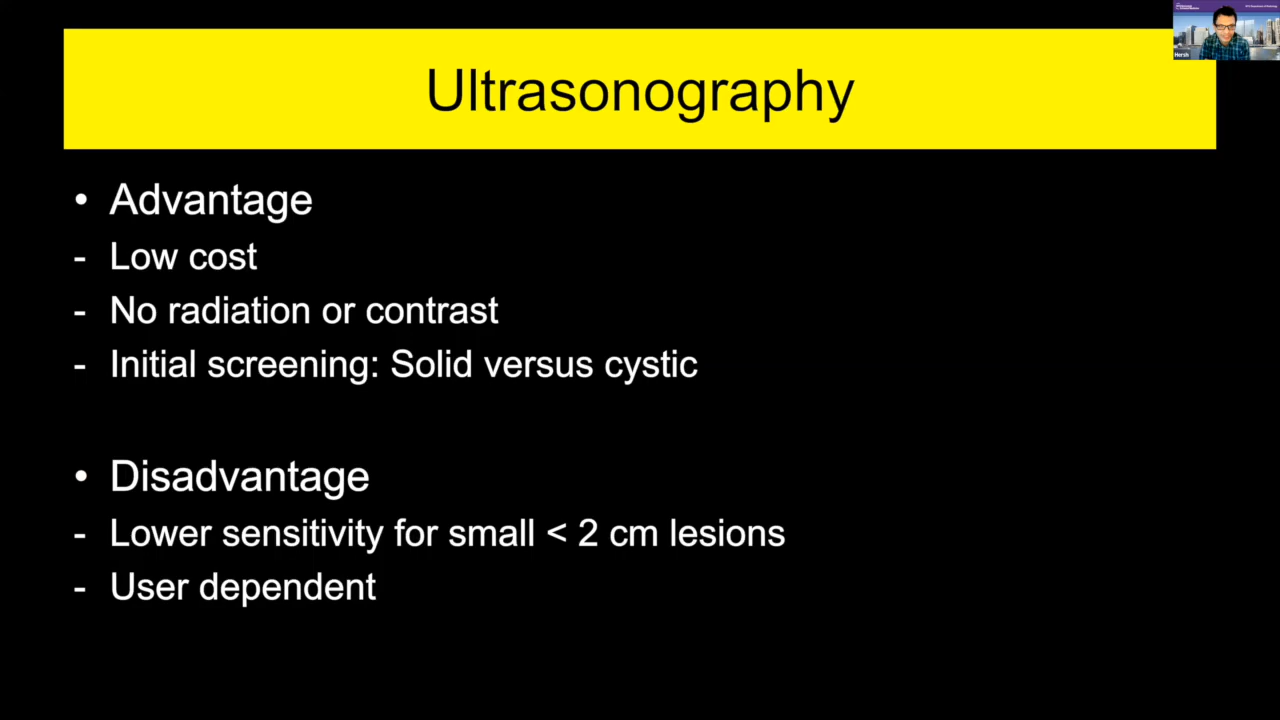 Ultrasonography
• Advantage
- Low cost
- No radiation or contrast
- Initial screening: Solid versus cystic
• Disadvantage
- Lower sensitivity for small < 2 cm lesions
- User dependent
Hersh